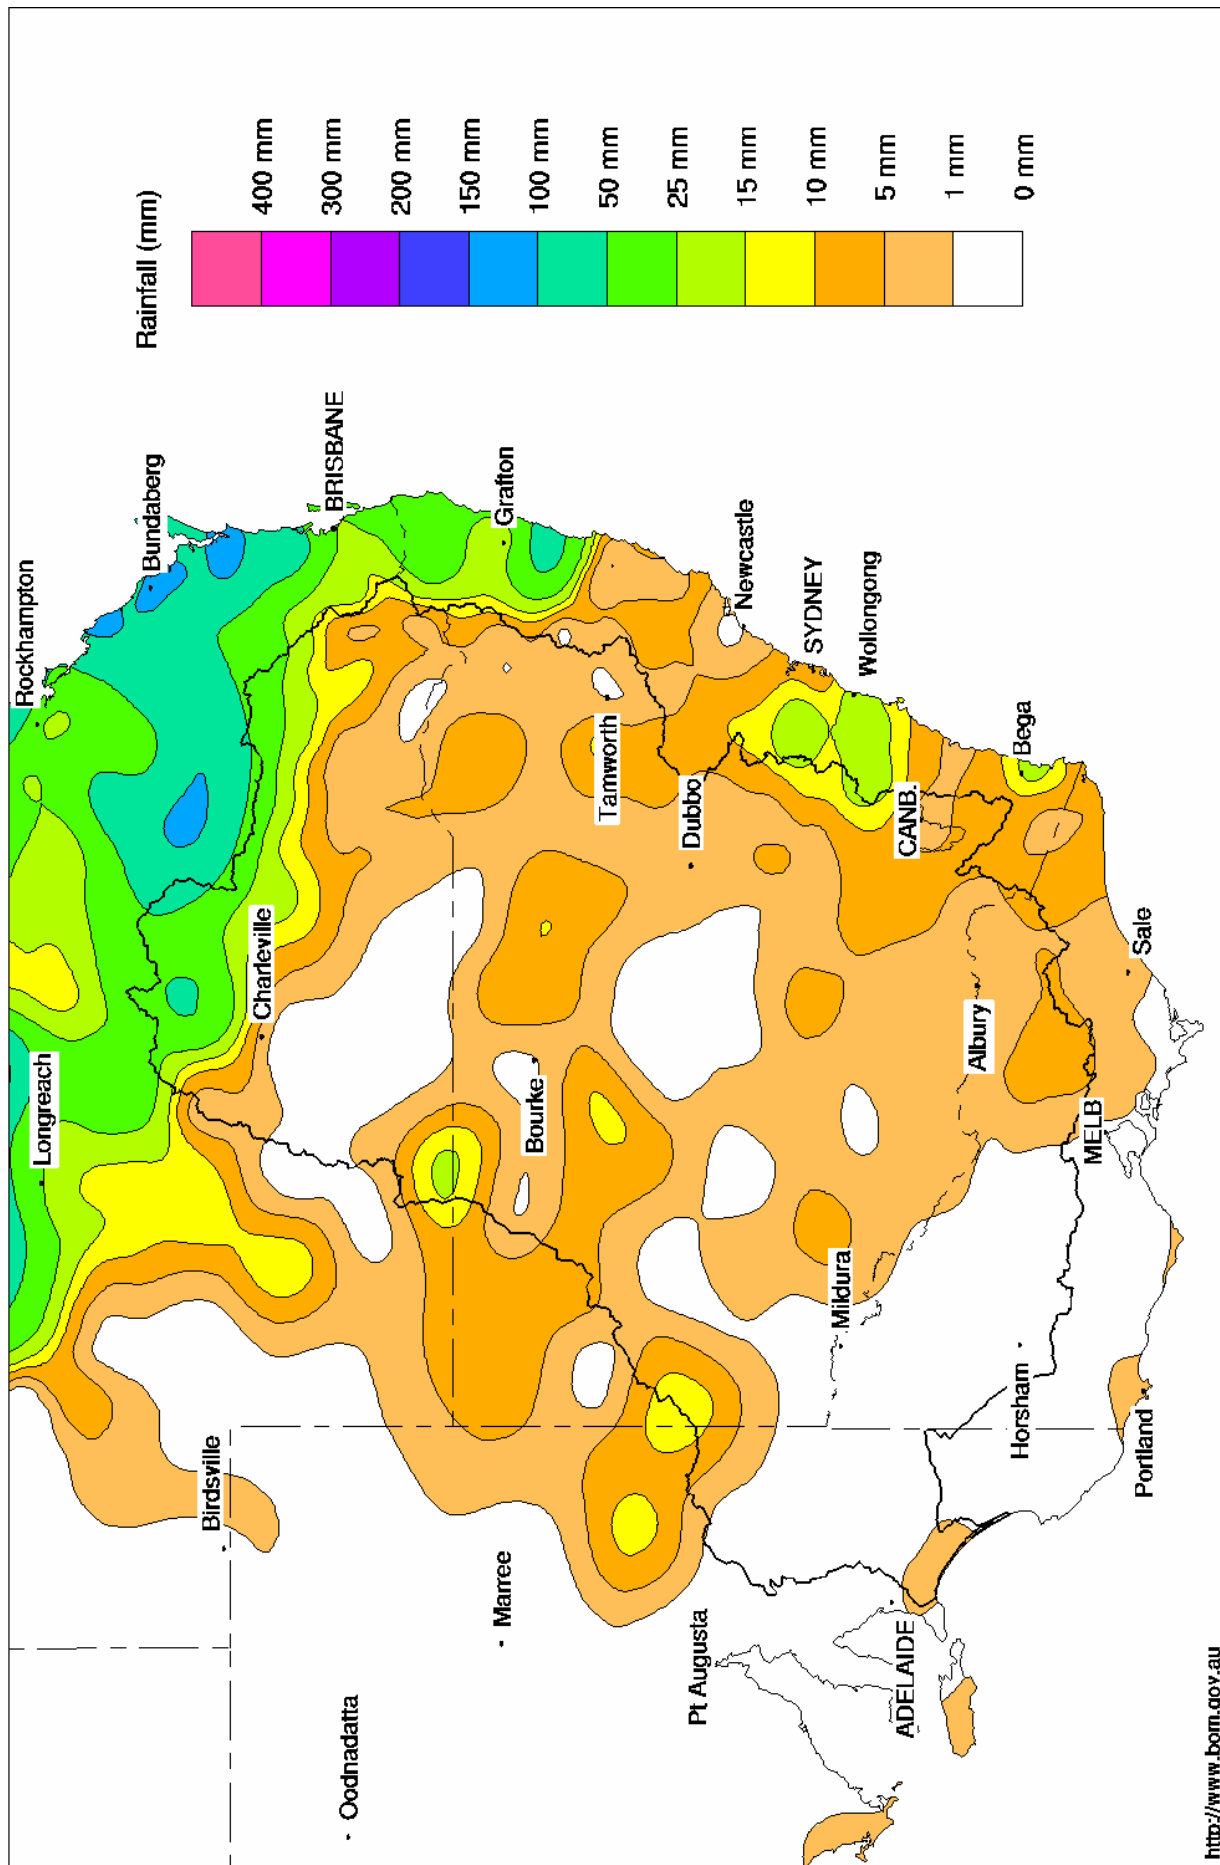 Rainfall (mm)
400 mm
300 mm
200 mm
150 mm
100 mm
50 mm
25 mm
15 mm
10 mm
5 mm
1 mm
0 mm
Rockhampton
Bundaberg
BRISBANE
Grafton
Newcastle
SYDNEY
Wollongong
Bega
Tamworth
Dubbo
CANB.
Sale
Charleville
Longreach
Bourke
Albury
MELB
Mildura
Horsham
Portland
Birdsville
Marree
Pt Augusta
ADELAIDE
Oodnadatta
http://www.bom.gov.au